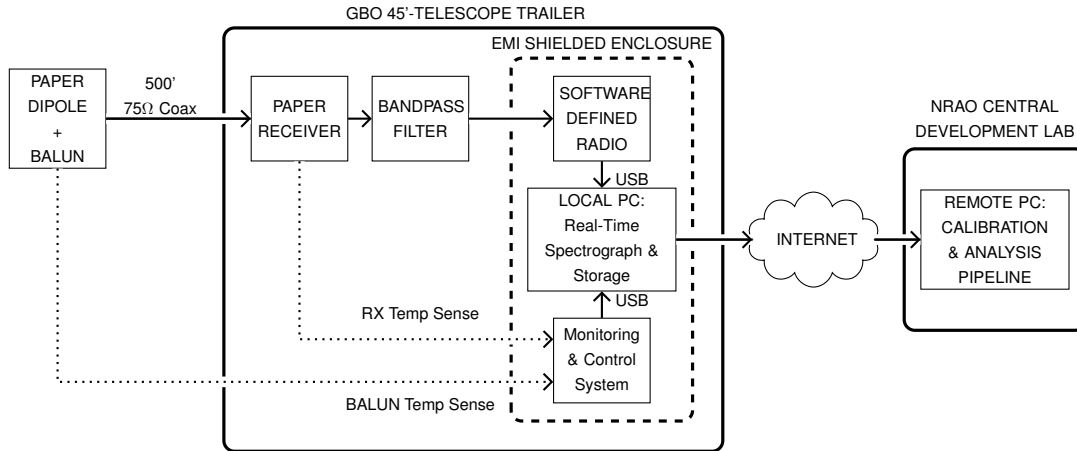 GBO 45'-TELESCOPE TRAILER
EMI SHIELDED ENCLOSURE
PAPER
DIPOLE
+
BALUN
500'
75Ω Coax
PAPER
RECEIVER
BANDPASS
FILTER
SOFTWARE
DEFINED
RADIO
USB
LOCAL PC:
Real-Time
Spectrograph &
Storage
USB
Monitoring
& Control
System
RX Temp Sense
BALUN Temp Sense
INTERNET
NRAO CENTRAL
DEVELOPMENT LAB
REMOTE PC:
CALIBRATION
& ANALYSIS
PIPELINE